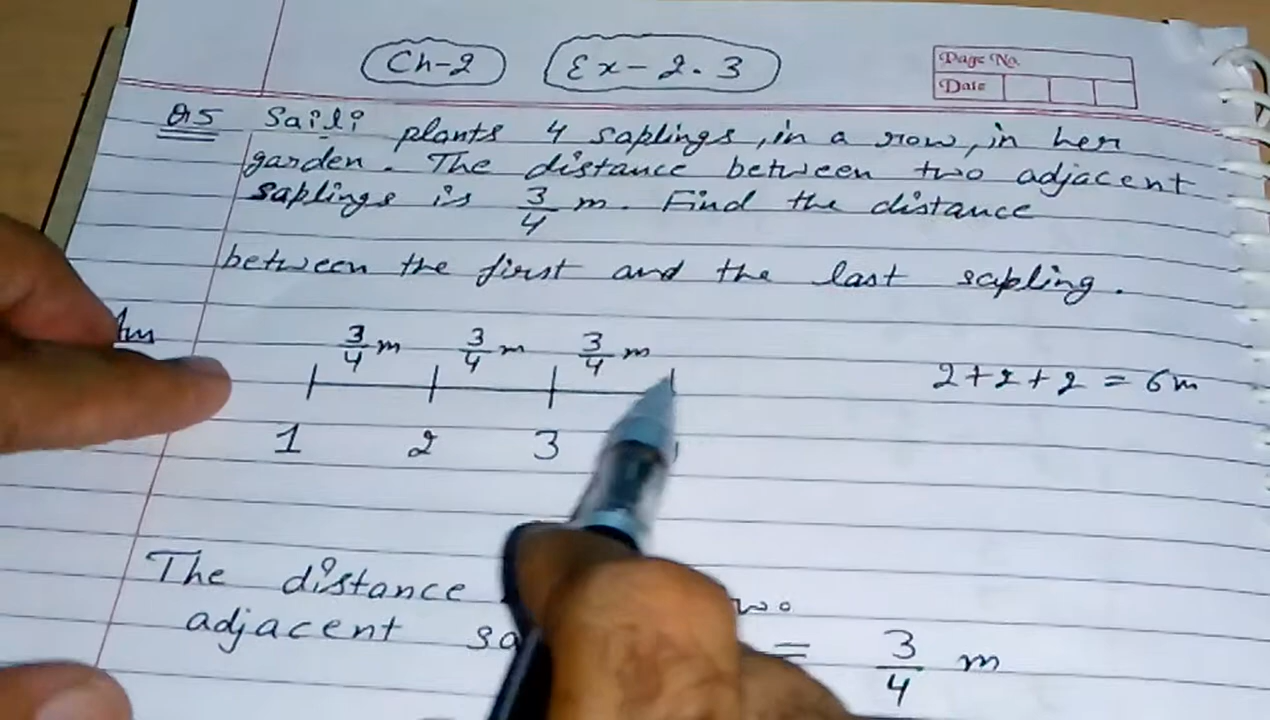 Ch-2 Ex-2.3
Page No.
Date
Q5 Saili plants 4 saplings, in a row, in her
garden. The distance between two adjacent
saplings is 3/4 m. Find the distance
between the first and the last sapling.
3/4 m 3/4 m 3/4 m
2+2+2 = 6m
1 2 3
The distance
adjacent = 3/4 m